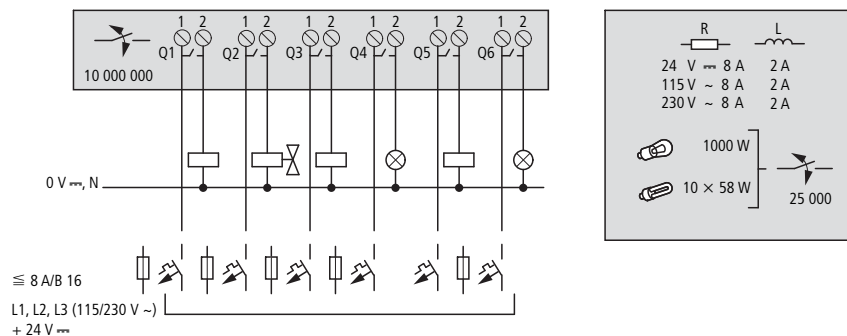 1 2 1 2 1 2 1 2 1 2 1 2
Q1 Q2 Q3 Q4 Q5 Q6
10 000 000
0 V ⎓, N
≦ 8 A/B 16
L1, L2, L3 (115/230 V ~)
+ 24 V ⎓
R L
24 V ⎓ 8 A 2 A
115 V ~ 8 A 2 A
230 V ~ 8 A 2 A
1000 W
10 × 58 W
25 000